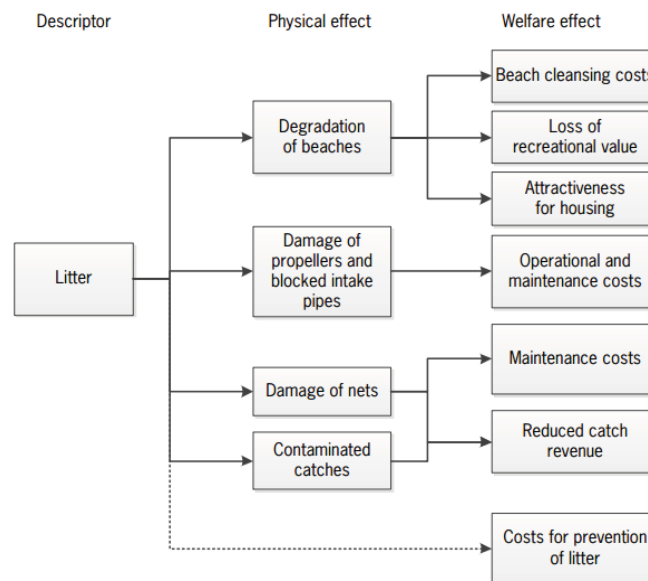 Descriptor
Physical effect
Welfare effect
Beach cleansing costs
Degradation
of beaches
Loss of
recreational value
Attractiveness
for housing
Litter
Damage of
propellers and
blocked intake
pipes
Operational and
maintenance costs
Damage of nets
Maintenance costs
Contaminated
catches
Reduced catch
revenue
Costs for prevention
of litter